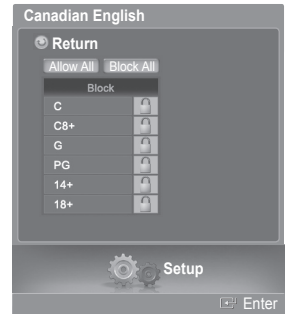 Canadian English
Return
Allow All Block All
Block
C
C8+
G
PG
14+
18+
Setup
Enter